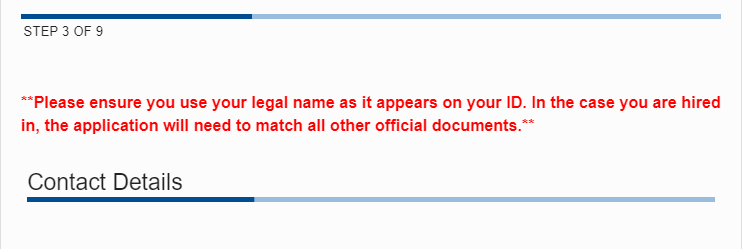 STEP 3 OF 9
**Please ensure you use your legal name as it appears on your ID. In the case you are hired
in, the application will need to match all other official documents.**
Contact Details